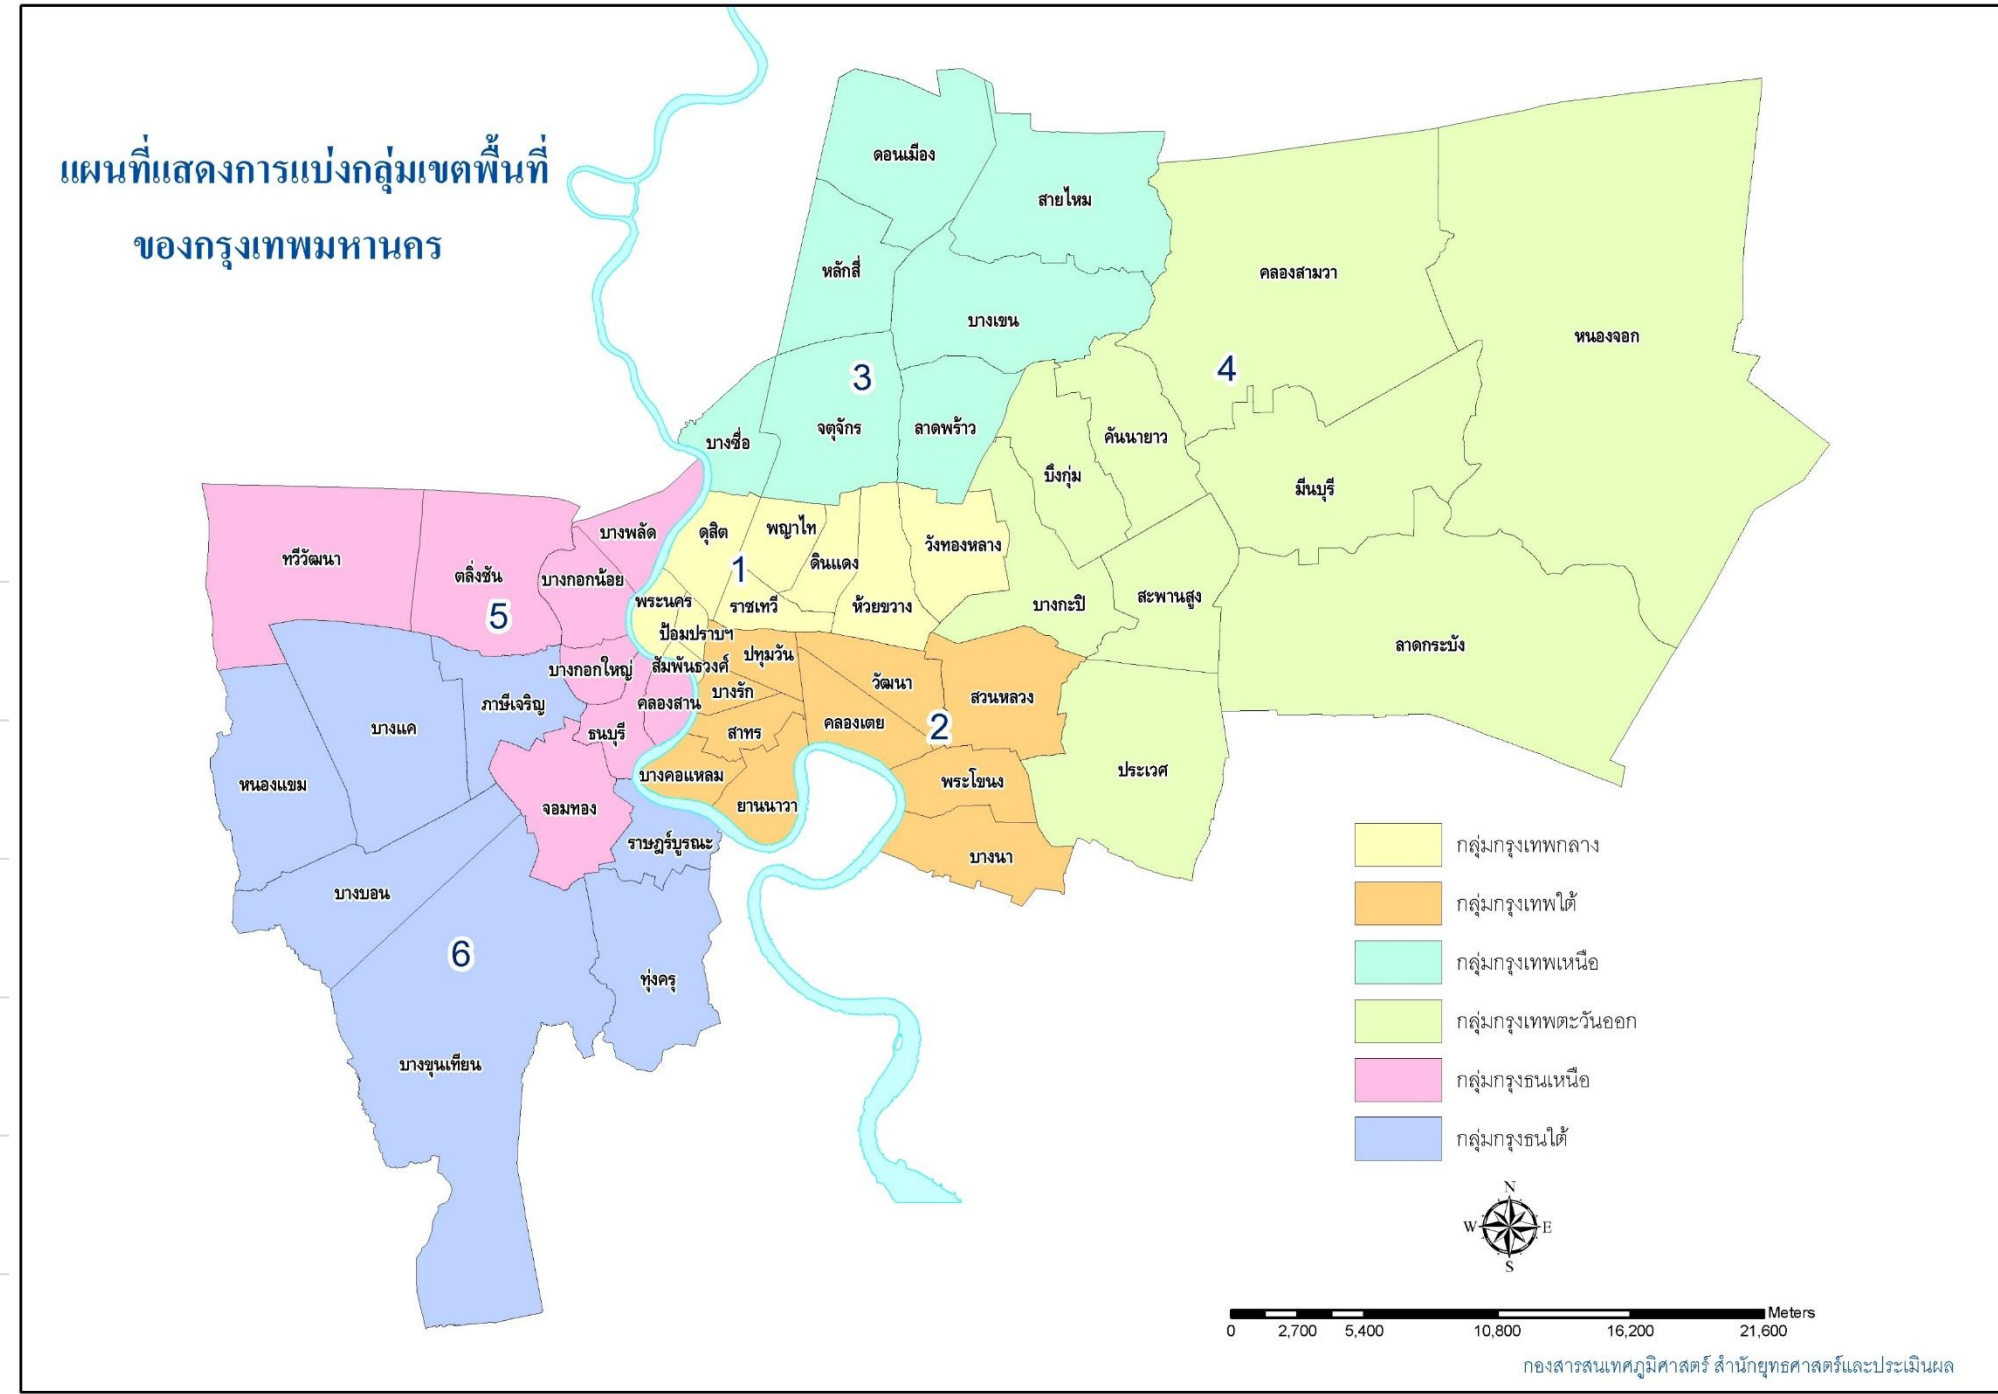 แผนที่แสดงการแบ่งกลุ่มเขตพื้นที่
ของกรุงเทพมหานคร
ดอนเมือง
สายไหม
หลักสี่
บางเขน
คลองสามวา
หนองจอก
3
4
บางซื่อ
จตุจักร
ลาดพร้าว
คันนายาว
บึงกุ่ม
มีนบุรี
ดุสิต
พญาไท
บางพลัด
วังทองหลาง
ทวีวัฒนา
ตลิ่งชัน
บางกอกน้อย
1
ดินแดง
5
พระนคร
ราชเทวี
ห้วยขวาง
บางกะปิ
สะพานสูง
ป้อมปราบฯ
ลาดกระบัง
บางกอกใหญ่
สัมพันธวงศ์
ปทุมวัน
วัฒนา
สวนหลวง
ภาษีเจริญ
คลองสาน
บางรัก
บางแค
ธนบุรี
สาทร
คลองเตย
2
หนองแขม
บางคอแหลม
พระโขนง
ประเวศ
จอมทอง
ยานนาวา
ราษฎร์บูรณะ
บางนา
บางบอน
6
ทุ่งครุ
บางขุนเทียน
กลุ่มกรุงเทพกลาง
กลุ่มกรุงเทพใต้
กลุ่มกรุงเทพเหนือ
กลุ่มกรุงเทพตะวันออก
กลุ่มกรุงธนเหนือ
กลุ่มกรุงธนใต้
N
W E
S
Meters
0 2,700 5,400 10,800 16,200 21,600
กองสารสนเทศภูมิศาสตร์ สำนักยุทธศาสตร์และประเมินผล